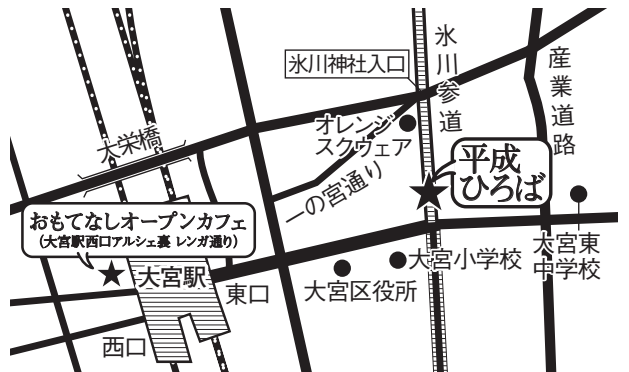 氷川参道
産業道路
氷川神社入口
オレンジ
スクウェア
大栄橋
一の宮通り
平成
ひろば
おもてなしオープンカフェ
(大宮駅西口アルシェ裏 レンガ通り)
大宮駅
東口
西口
大宮区役所
大宮小学校
大宮東
中学校